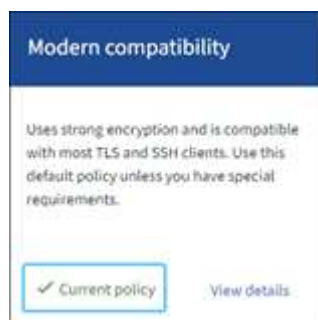 Modern compatibility
Uses strong encryption and is compatible
with most TLS and SSH clients. Use this
default policy unless you have special
requirements.
✓ Current policy
View details